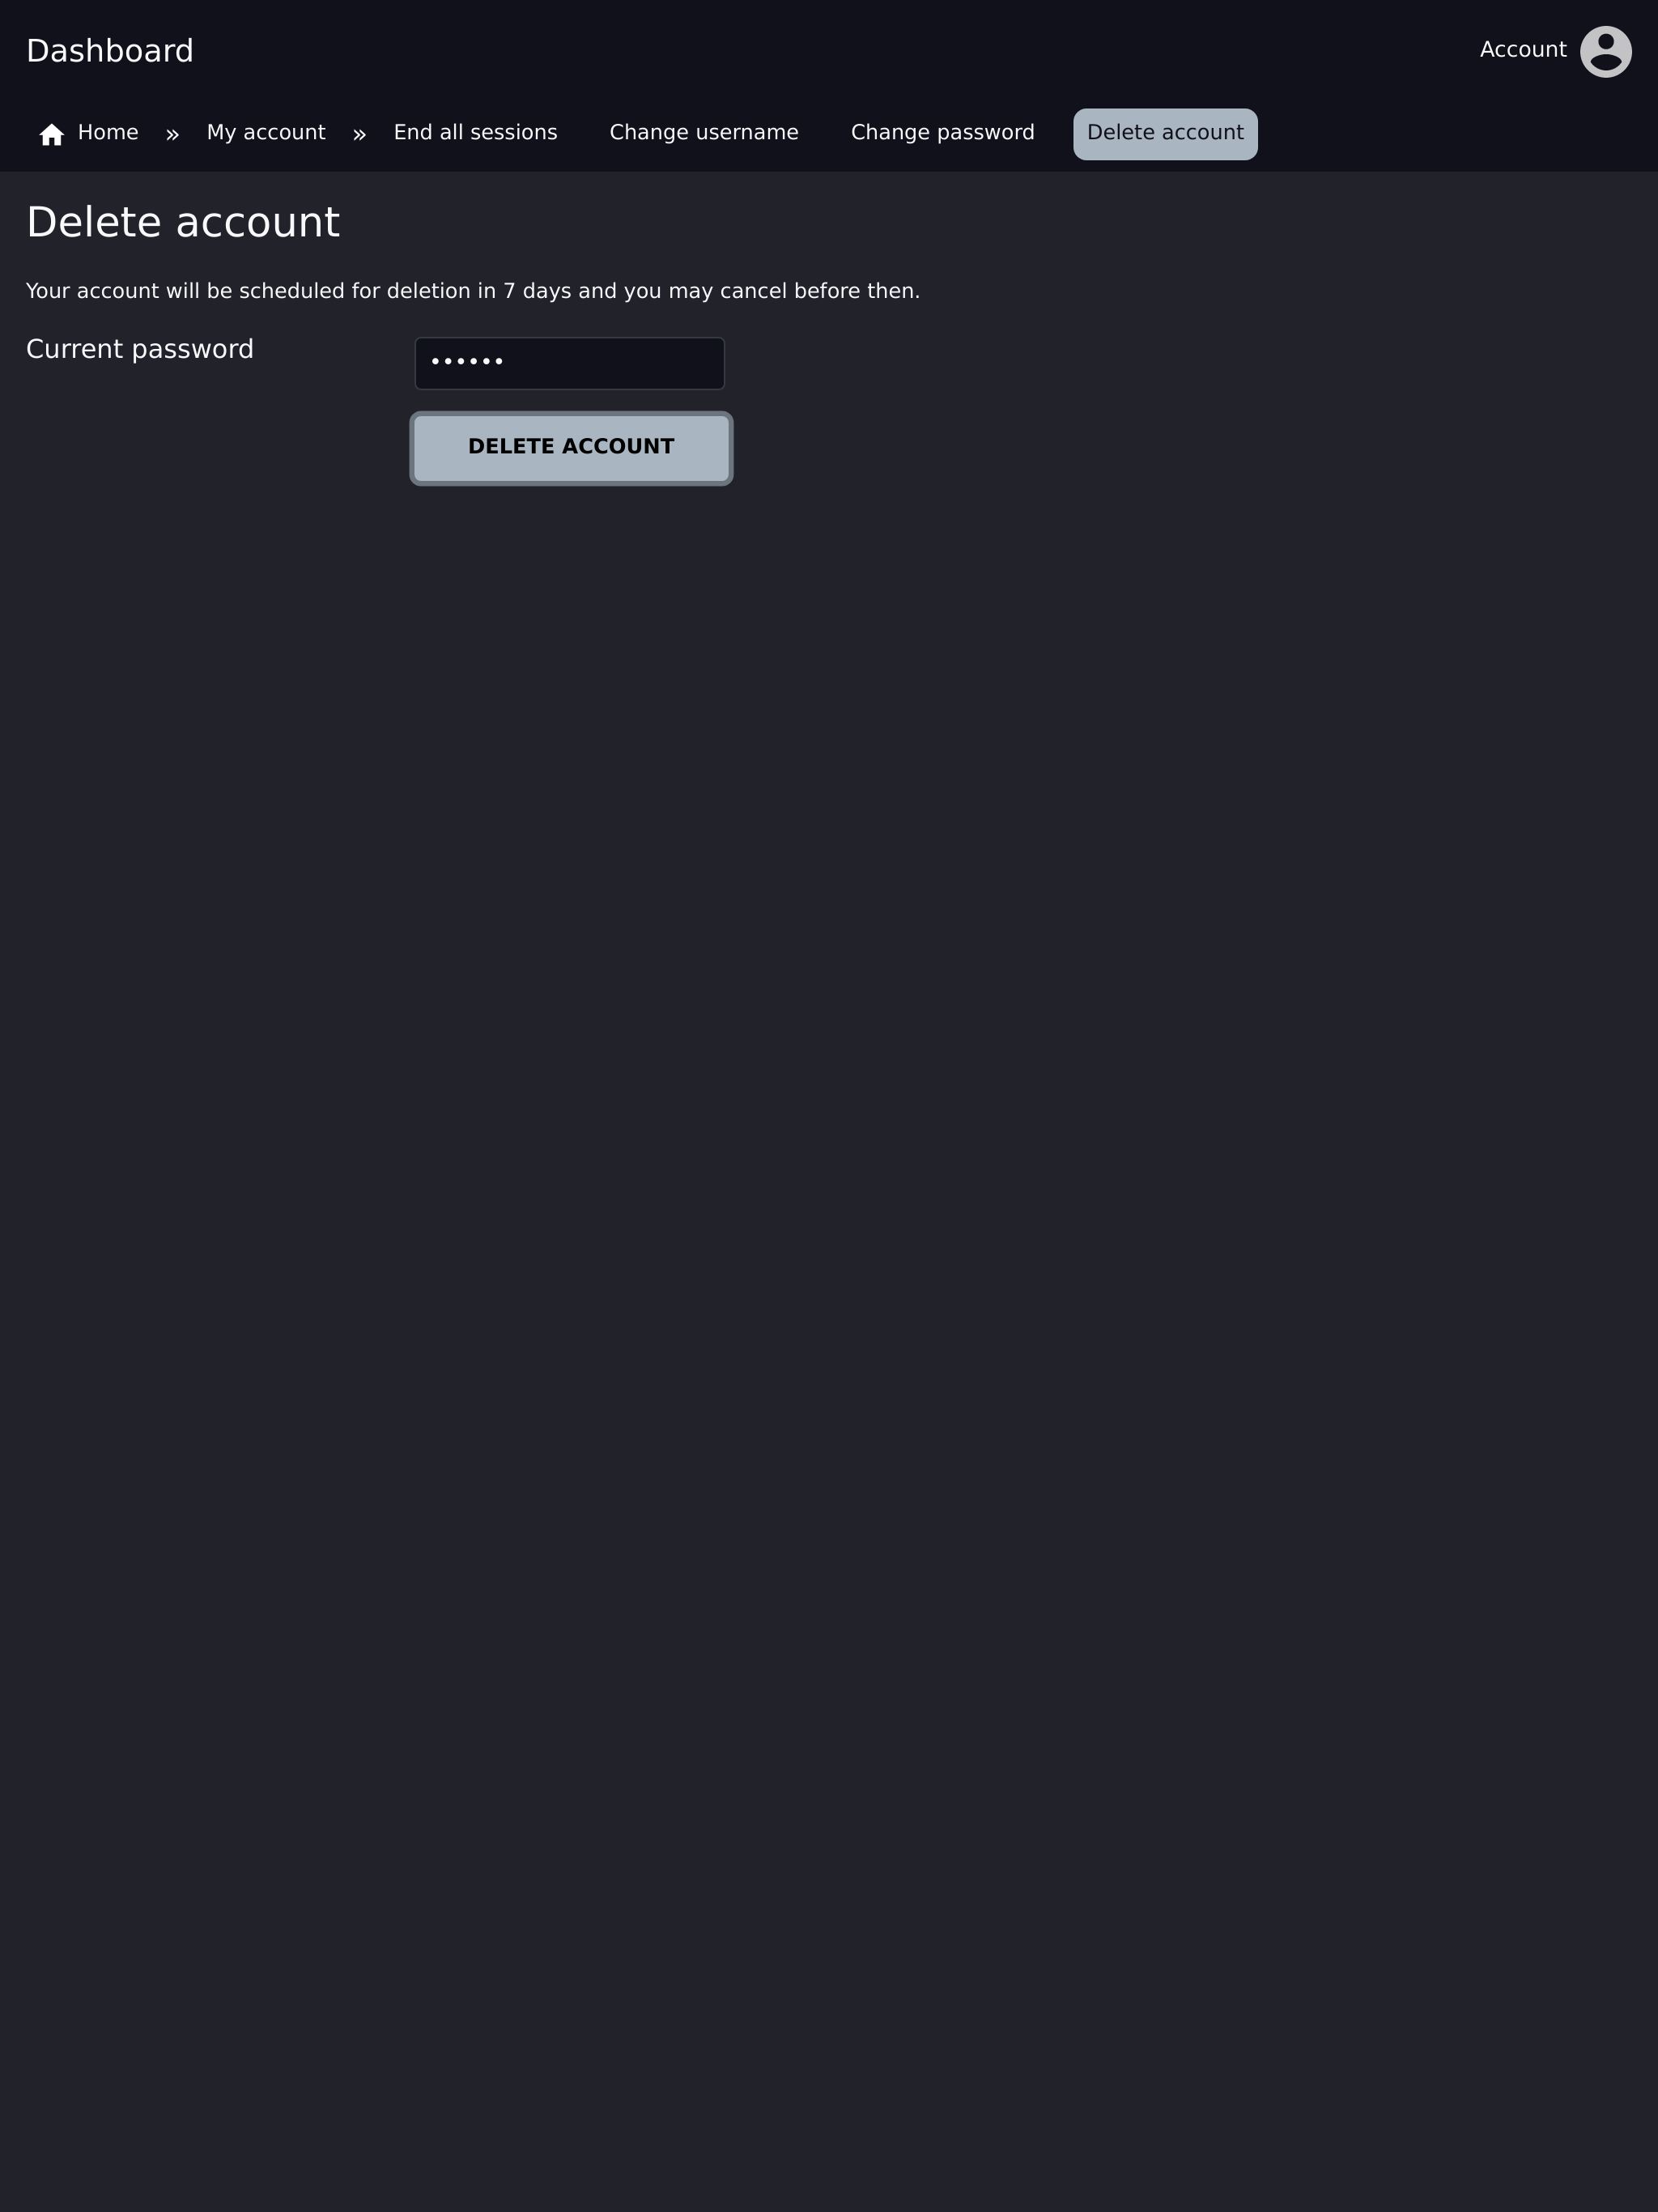 Dashboard
Account
Home » My account » End all sessions Change username Change password Delete account
Delete account
Your account will be scheduled for deletion in 7 days and you may cancel before then.
Current password ••••••
DELETE ACCOUNT